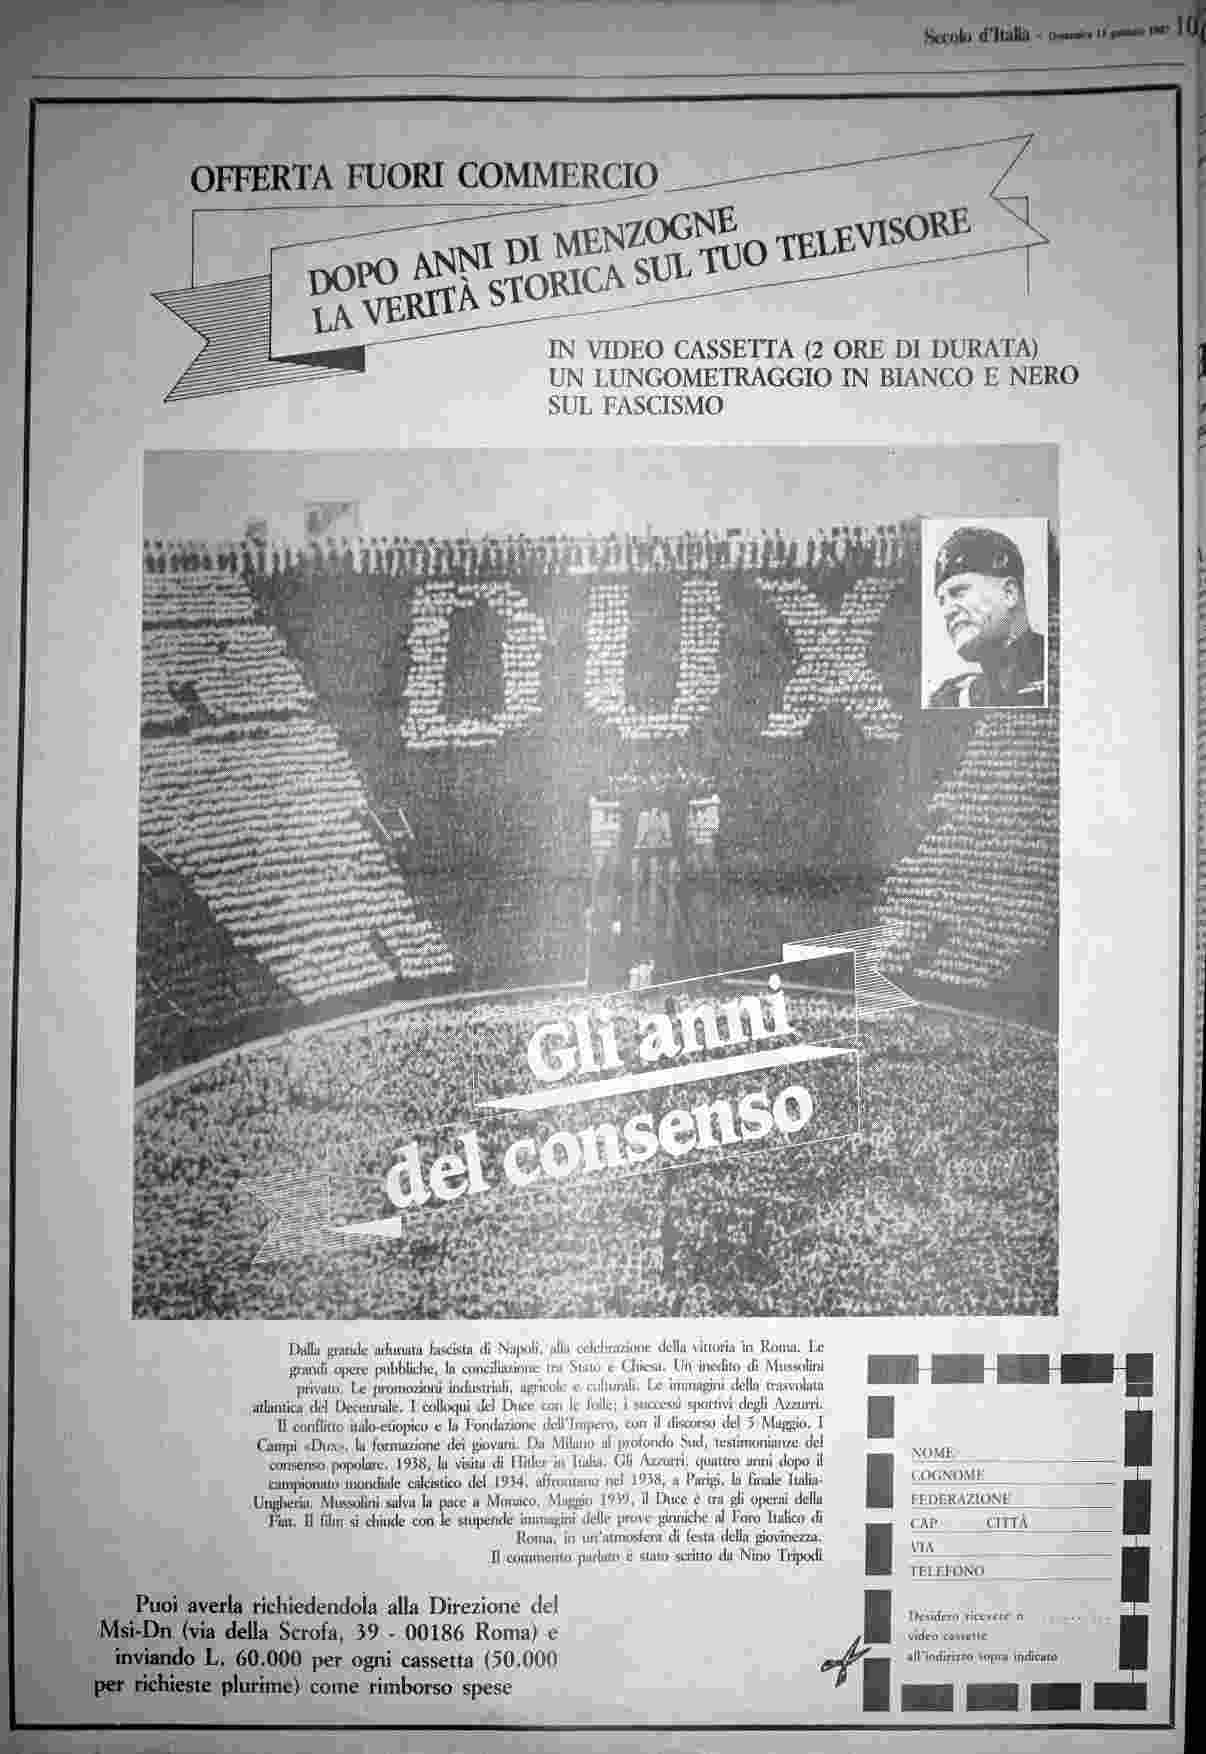 Secolo d'Italia - Domenica 18 gennaio 1987 10
OFFERTA FUORI COMMERCIO
DOPO ANNI DI MENZOGNE
LA VERITÀ STORICA SUL TUO TELEVISORE
IN VIDEO CASSETTA (2 ORE DI DURATA)
UN LUNGOMETRAGGIO IN BIANCO E NERO
SUL FASCISMO
DUX
Gli anni
del consenso
Dalla grande adunata fascista di Napoli, alla celebrazione della vittoria in Roma. Le
grandi opere pubbliche, la conciliazione tra Stato e Chiesa. Un inedito di Mussolini
privato. Le promozioni industriali, agricole e culturali. Le immagini della trasvolata
atlantica del Decennale. I colloqui del Duce con le folle; i successi sportivi degli Azzurri.
Il conflitto italo-etiopico e la Fondazione dell'Impero, con il discorso del 5 Maggio. I
Campi «Dux», la formazione dei giovani. Da Milano al profondo Sud, testimonianze del
consenso popolare. 1938, la visita di Hitler in Italia. Gli Azzurri, quattro anni dopo il
campionato mondiale calcistico del 1934, affrontano nel 1938, a Parigi, la finale Italia-
Ungheria. Mussolini salva la pace a Monaco. Maggio 1939, il Duce è tra gli operai della
Fiat. Il film si chiude con le stupende immagini delle prove ginniche al Foro Italico di
Roma, in un'atmosfera di festa della giovinezza.
Il commento parlato è stato scritto da Nino Tripodi
Puoi averla richiedendola alla Direzione del
Msi-Dn (via della Scrofa, 39 - 00186 Roma) e
inviando L. 60.000 per ogni cassetta (50.000
per richieste plurime) come rimborso spese
NOME
COGNOME
FEDERAZIONE
CAP CITTÀ
VIA
TELEFONO
Desidero ricevere n. ..........
video cassette
all'indirizzo sopra indicato